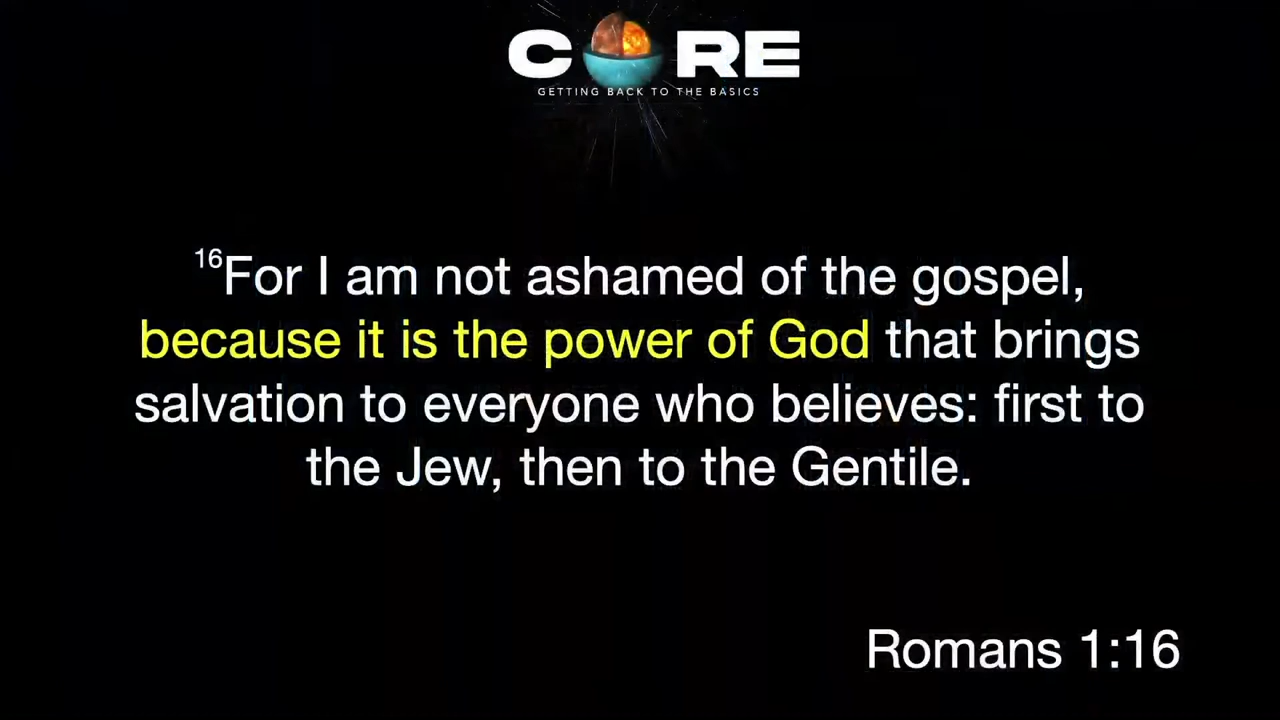 CORE
GETTING BACK TO THE BASICS
16For I am not ashamed of the gospel,
because it is the power of God that brings
salvation to everyone who believes: first to
the Jew, then to the Gentile.
Romans 1:16